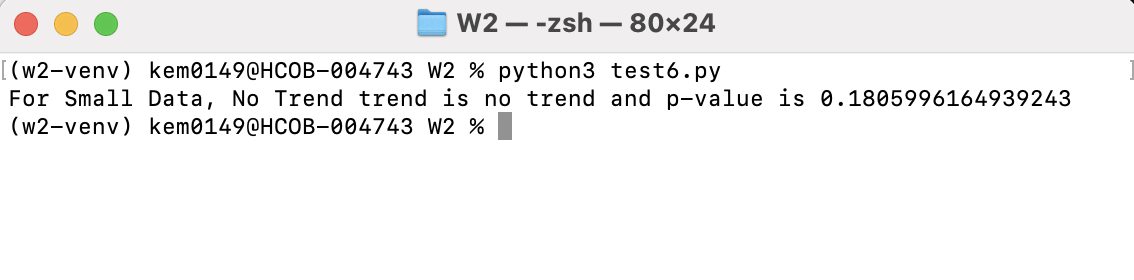 W2 — -zsh — 80×24
[(w2-venv) kem0149@HCOB-004743 W2 % python3 test6.py ]
For Small Data, No Trend trend is no trend and p-value is 0.1805996164939243
(w2-venv) kem0149@HCOB-004743 W2 %